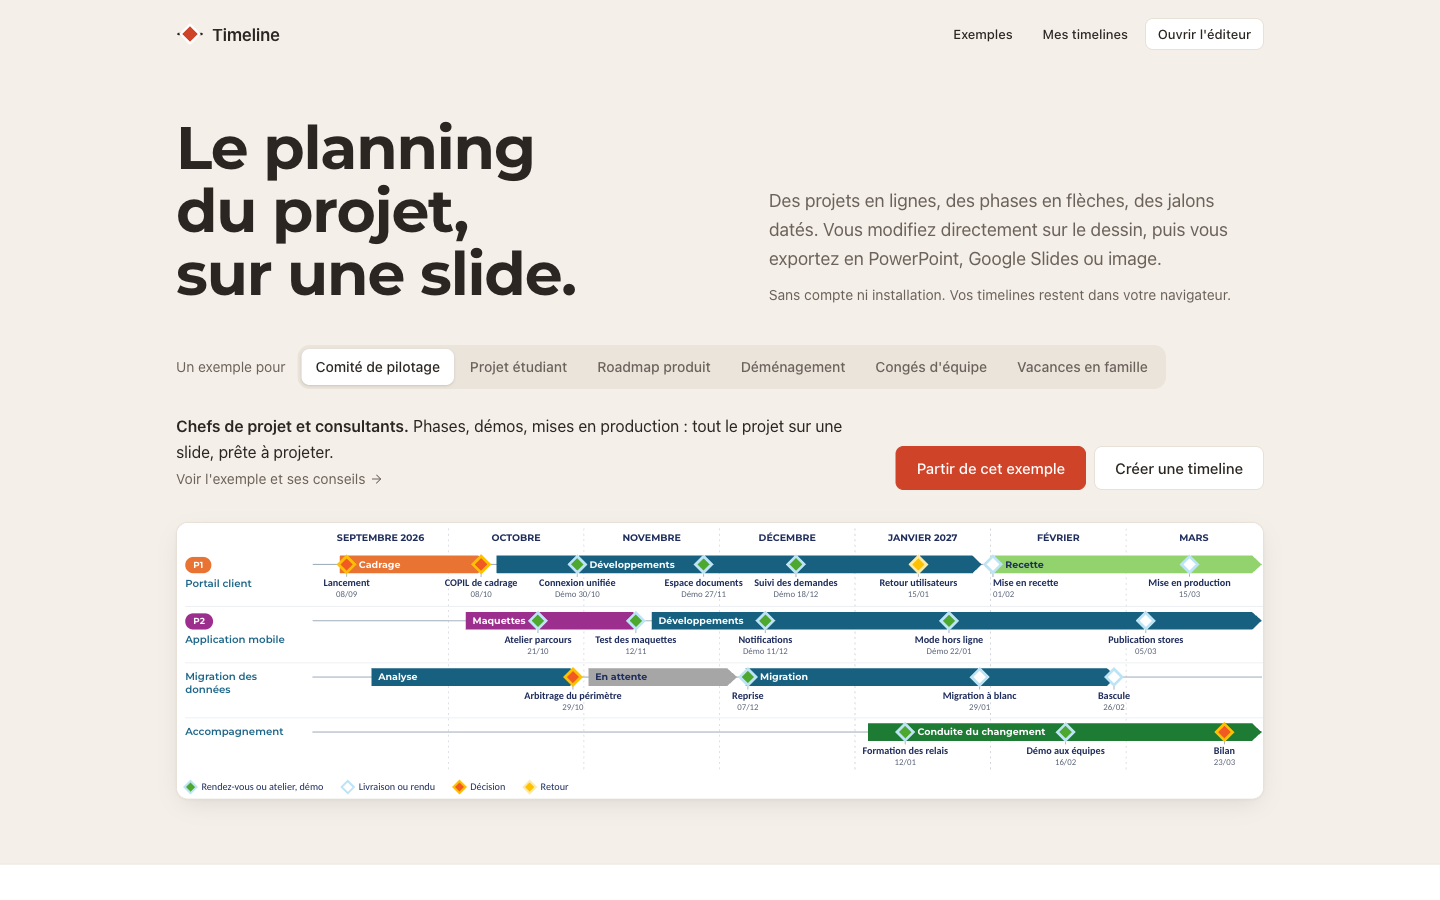 Timeline
Exemples
Mes timelines
Ouvrir l'éditeur
Le planning
du projet,
sur une slide.
Des projets en lignes, des phases en flèches, des jalons
datés. Vous modifiez directement sur le dessin, puis vous
exportez en PowerPoint, Google Slides ou image.
Sans compte ni installation. Vos timelines restent dans votre navigateur.
Un exemple pour
Comité de pilotage
Projet étudiant
Roadmap produit
Déménagement
Congés d'équipe
Vacances en famille
Chefs de projet et consultants. Phases, démos, mises en production : tout le projet sur une
slide, prête à projeter.
Voir l'exemple et ses conseils →
Partir de cet exemple
Créer une timeline
SEPTEMBRE 2026
OCTOBRE
NOVEMBRE
DÉCEMBRE
JANVIER 2027
FÉVRIER
MARS
P1
Portail client
Cadrage
Développements
Recette
Lancement
08/09
COPIL de cadrage
08/10
Connexion unifiée
Démo 30/10
Espace documents
Démo 27/11
Suivi des demandes
Démo 18/12
Retour utilisateurs
15/01
Mise en recette
01/02
Mise en production
15/03
P2
Application mobile
Maquettes
Développements
Atelier parcours
21/10
Test des maquettes
12/11
Notifications
Démo 11/12
Mode hors ligne
Démo 22/01
Publication stores
05/03
Migration des
données
Analyse
En attente
Migration
Arbitrage du périmètre
29/10
Reprise
07/12
Migration à blanc
29/01
Bascule
26/02
Accompagnement
Conduite du changement
Formation des relais
12/01
Démo aux équipes
16/02
Bilan
23/03
Rendez-vous ou atelier, démo
Livraison ou rendu
Décision
Retour